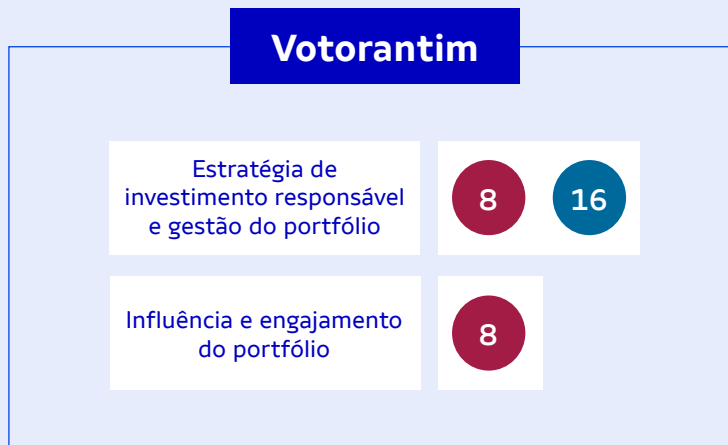 Votorantim
Estratégia de
investimento responsável
e gestão do portfólio
8 16
Influência e engajamento
do portfólio
8